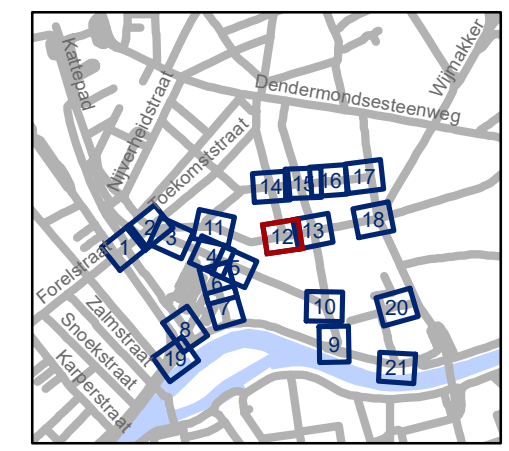 Kattepad
Wijmakker
Nijverheidstraat
Dendermondsesteenweg
Toekomststraat
14
15
16
17
2
11
12
13
18
1
3
4
5
6
Forelstraat
7
10
20
Zalmstraat
8
9
Snoekstraat
19
21
Karperstraat